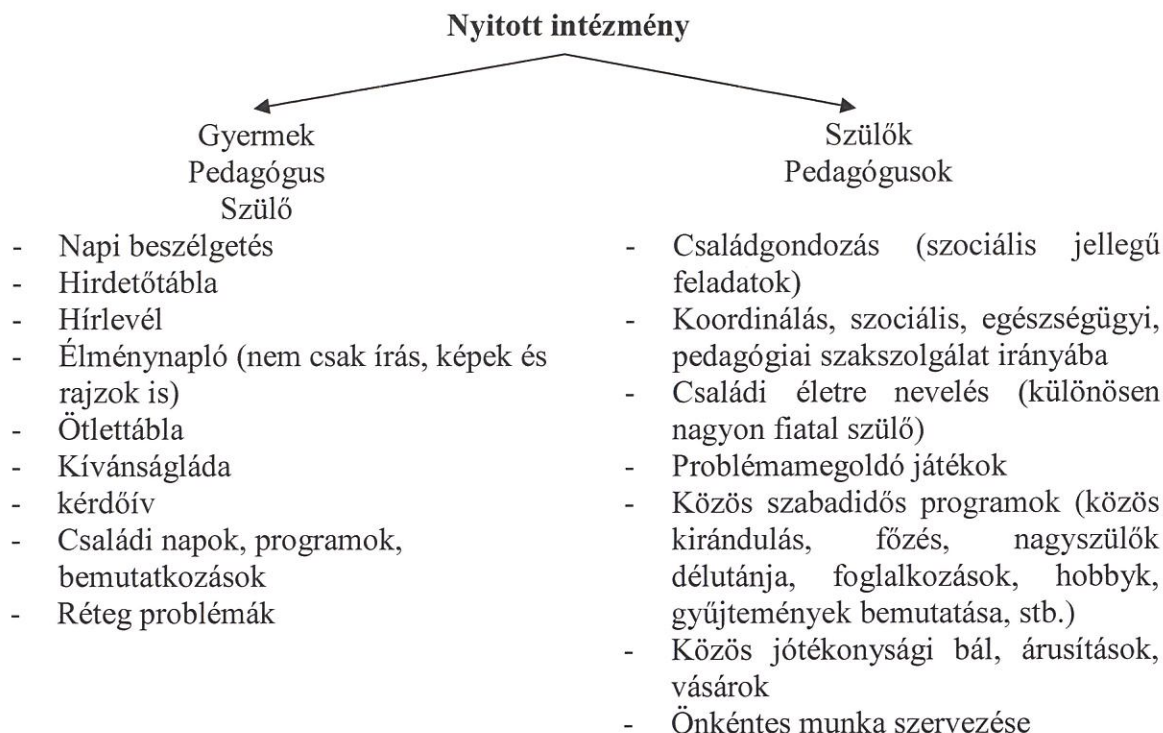 Nyitott intézmény
Gyermek
Pedagógus
Szülő
- Napi beszélgetés
- Hirdetőtábla
- Hírlevél
- Élménynapló (nem csak írás, képek és
rajzok is)
- Ötlettábla
- Kívánságláda
- kérdőív
- Családi napok, programok,
bemutatkozások
- Réteg problémák
Szülők
Pedagógusok
- Családgondozás (szociális jellegű
feladatok)
- Koordinálás, szociális, egészségügyi,
pedagógiai szakszolgálat irányába
- Családi életre nevelés (különösen
nagyon fiatal szülő)
- Problémamegoldó játékok
- Közös szabadidős programok (közös
kirándulás, főzés, nagyszülők
délutánja, foglalkozások, hobbyk,
gyűjtemények bemutatása, stb.)
- Közös jótékonysági bál, árusítások,
vásárok
- Önkéntes munka szervezése